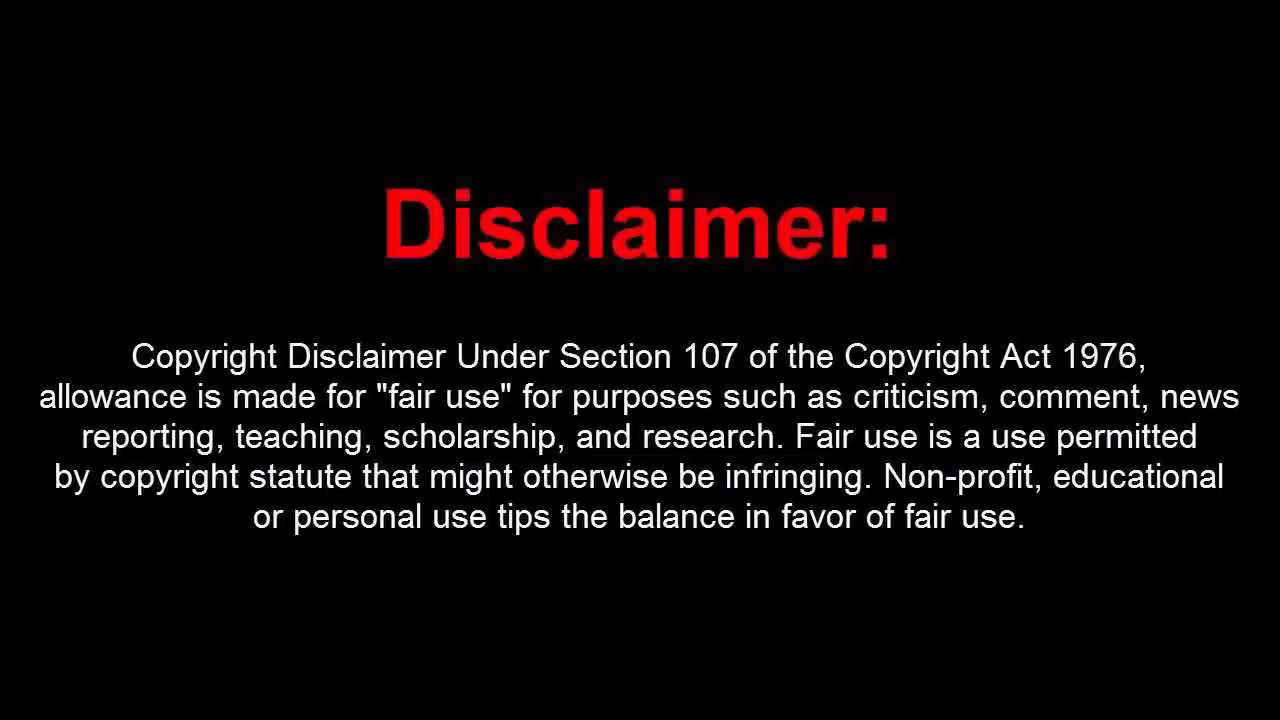 Disclaimer:
Copyright Disclaimer Under Section 107 of the Copyright Act 1976,
allowance is made for "fair use" for purposes such as criticism, comment, news
reporting, teaching, scholarship, and research. Fair use is a use permitted
by copyright statute that might otherwise be infringing. Non-profit, educational
or personal use tips the balance in favor of fair use.